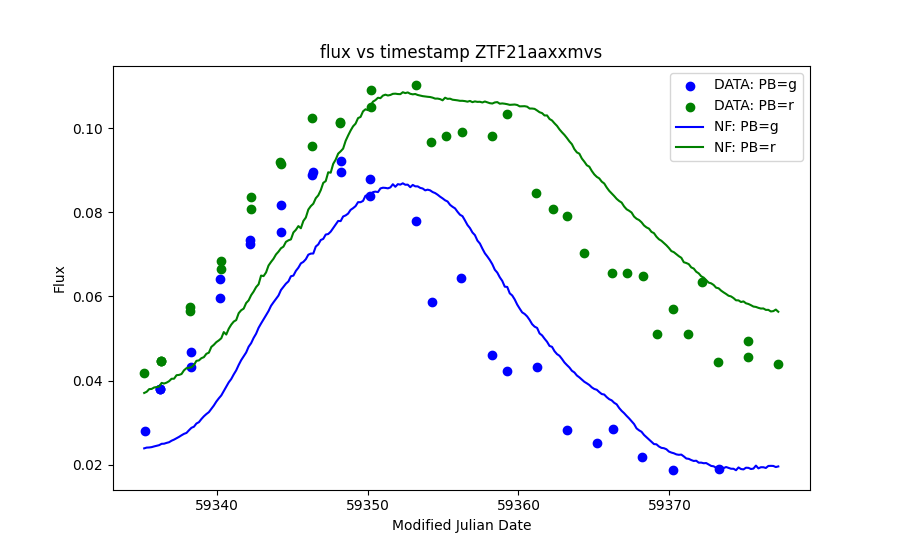 flux vs timestamp ZTF21aaxxmvs
DATA: PB=g
DATA: PB=r
NF: PB=g
NF: PB=r
Flux
0.10
0.08
0.06
0.04
0.02
59340
59350
59360
59370
Modified Julian Date